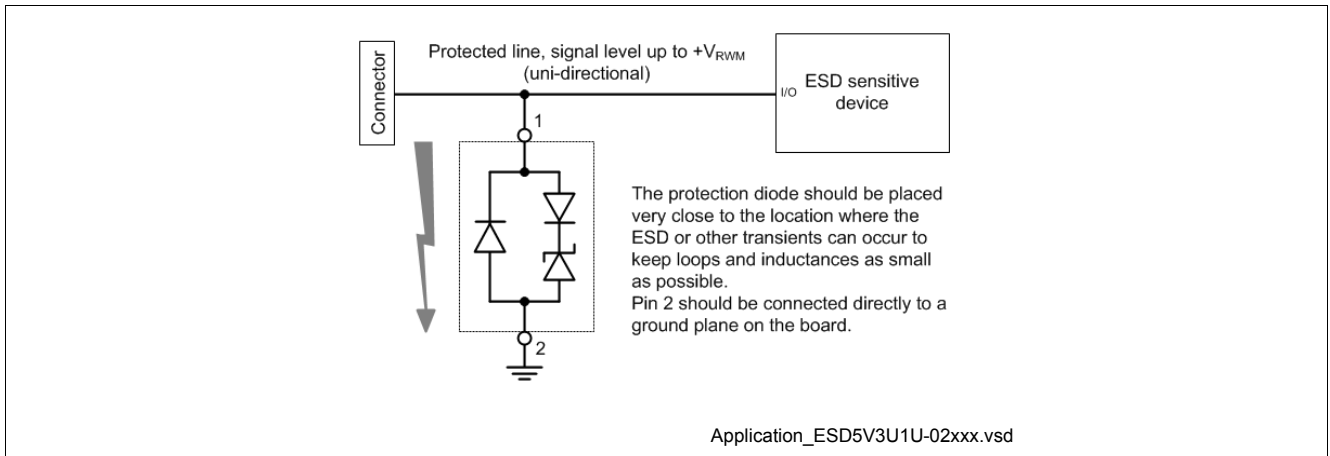 Connector
Protected line, signal level up to +VRWM
(uni-directional)
I/O
ESD sensitive
device
1
The protection diode should be placed
very close to the location where the
ESD or other transients can occur to
keep loops and inductances as small
as possible.
Pin 2 should be connected directly to a
ground plane on the board.
2
Application_ESD5V3U1U-02xxx.vsd